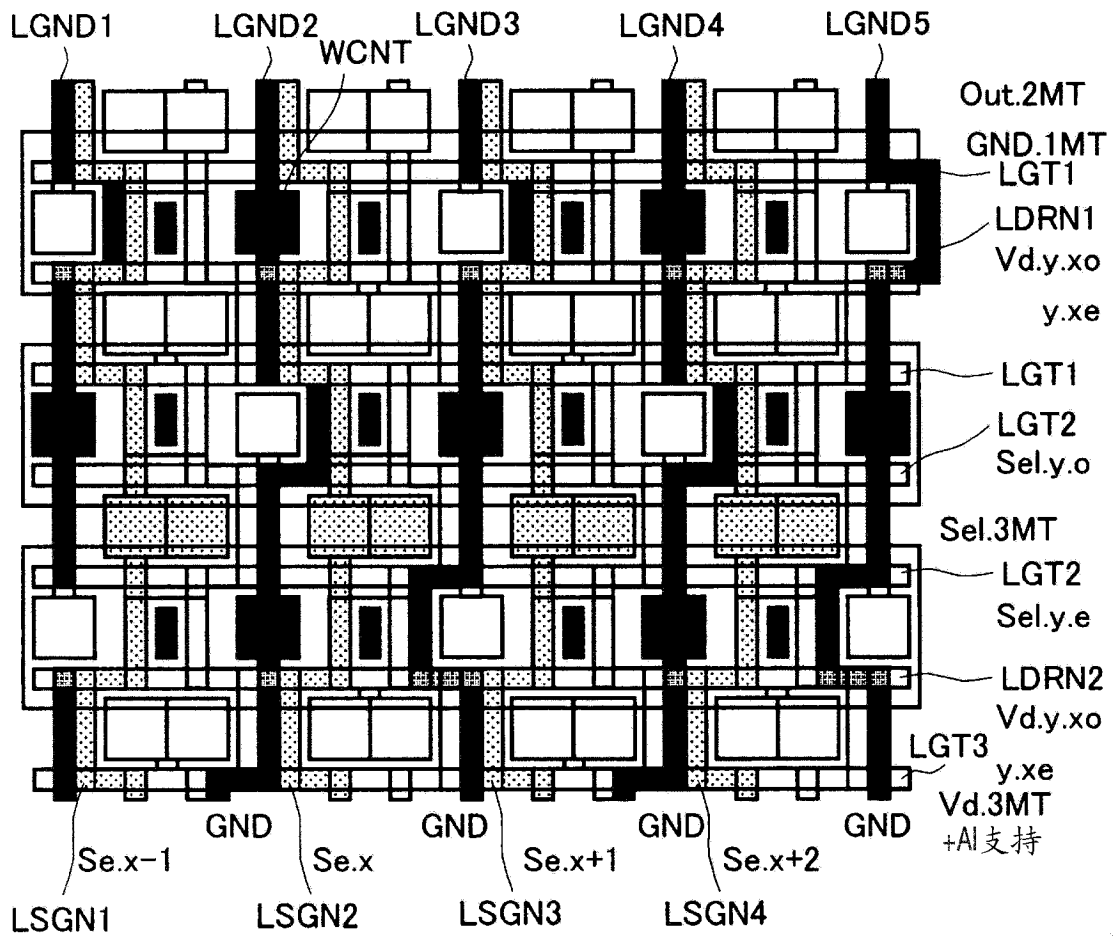 LGND1
LGND2
WCNT
LGND3
LGND4
LGND5
Out.2MT
GND.1MT
LGT1
LDRN1
Vd.y.xo
y.xe
LGT1
LGT2
Sel.y.o
Sel.3MT
LGT2
Sel.y.e
LDRN2
Vd.y.xo
LGT3
y.xe
Vd.3MT
+Al支持
GND GND GND GND
Se.x-1 Se.x Se.x+1 Se.x+2
LSGN1 LSGN2 LSGN3 LSGN4